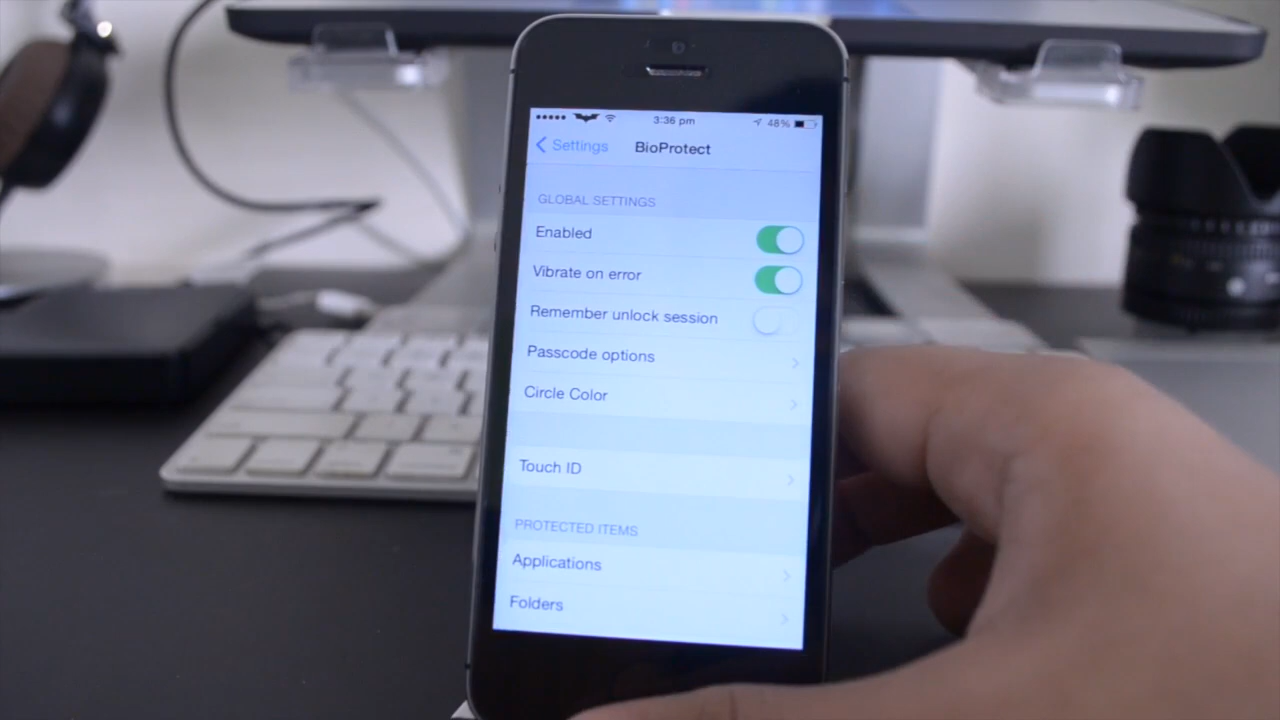 3:36 pm 48%
Settings BioProtect
GLOBAL SETTINGS
Enabled
Vibrate on error
Remember unlock session
Passcode options
Circle Color
Touch ID
PROTECTED ITEMS
Applications
Folders